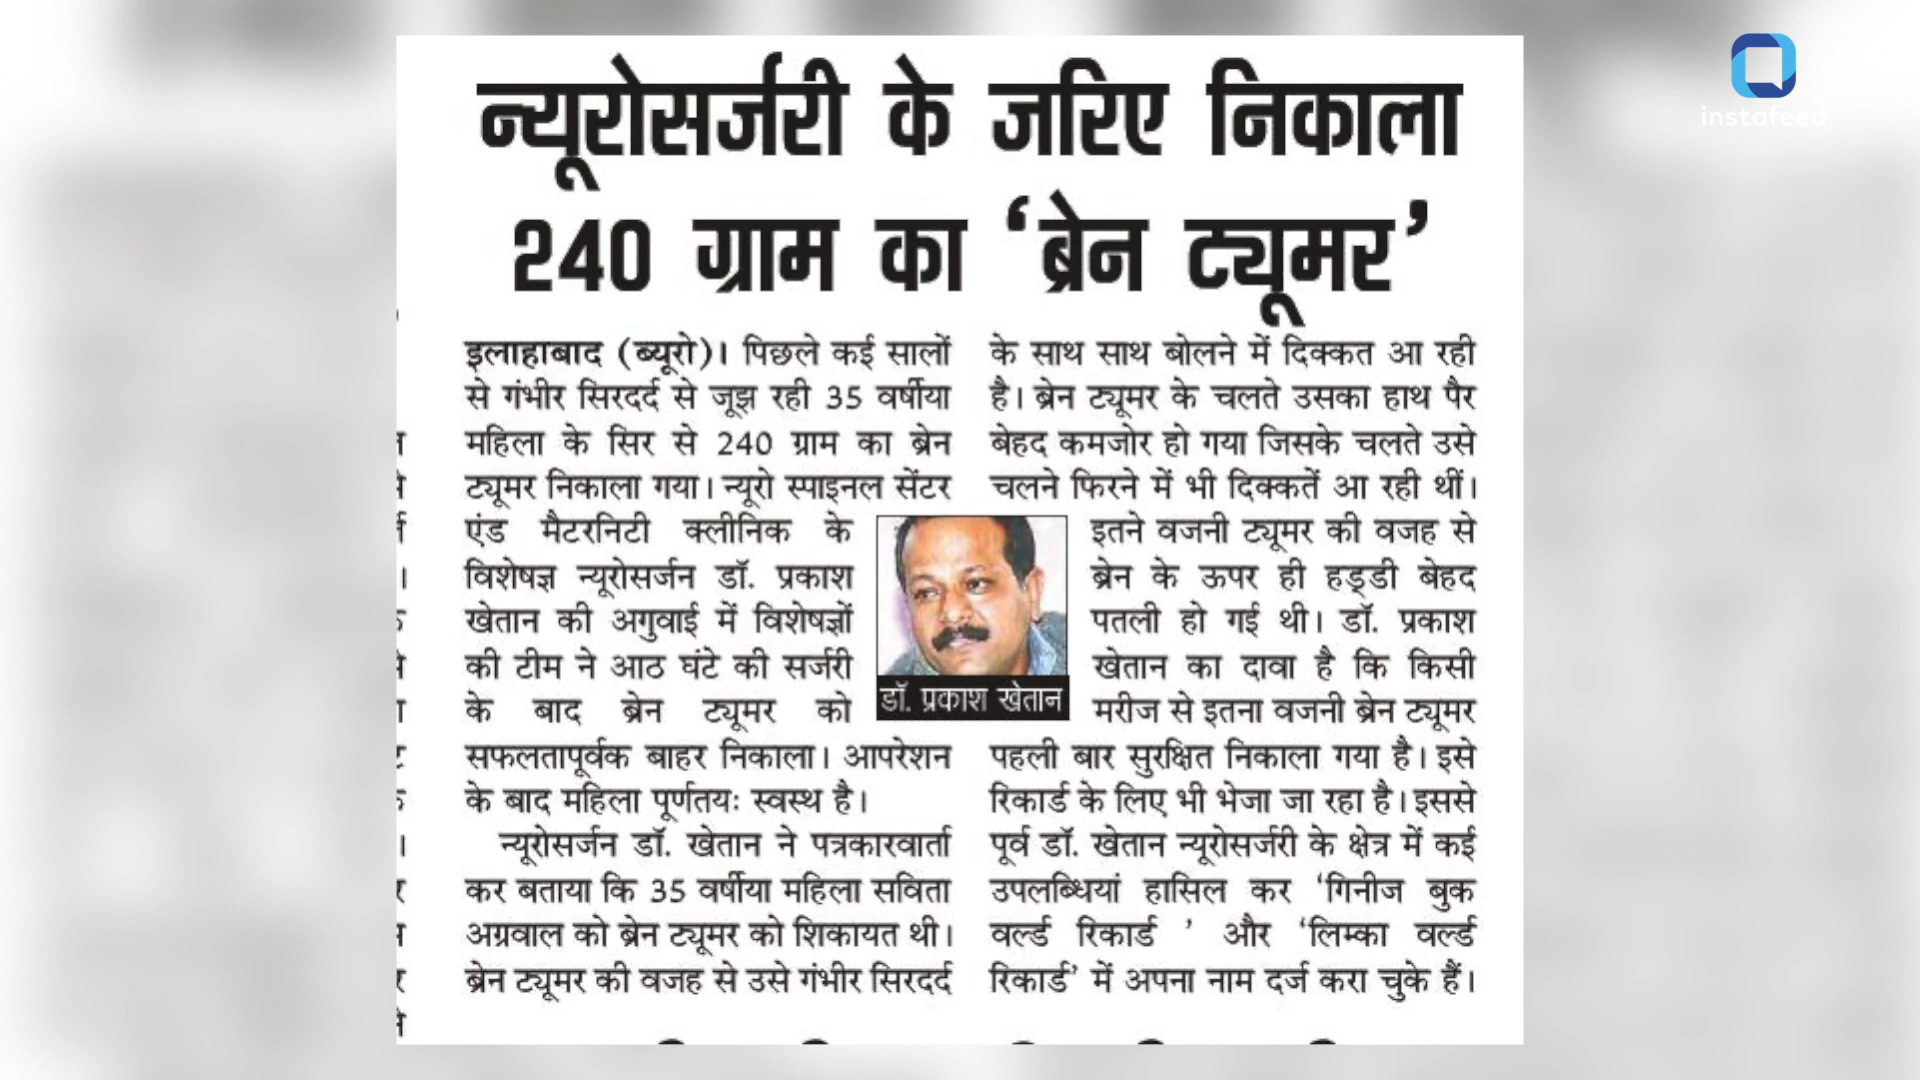 न्यूरोसर्जरी के जरिए निकाला
240 ग्राम का ‘ब्रेन ट्यूमर’
इलाहाबाद (ब्यूरो)। पिछले कई सालों
से गंभीर सिरदर्द से जूझ रही 35 वर्षीया
महिला के सिर से 240 ग्राम का ब्रेन
ट्यूमर निकाला गया। न्यूरो स्पाइनल सेंटर
एंड मैटरनिटी क्लीनिक के
विशेषज्ञ न्यूरोसर्जन डॉ. प्रकाश
खेतान की अगुवाई में विशेषज्ञों
की टीम ने आठ घंटे की सर्जरी
के बाद ब्रेन ट्यूमर को
सफलतापूर्वक बाहर निकाला। आपरेशन
के बाद महिला पूर्णतयः स्वस्थ है।
न्यूरोसर्जन डॉ. खेतान ने पत्रकारवार्ता
कर बताया कि 35 वर्षीया महिला सविता
अग्रवाल को ब्रेन ट्यूमर को शिकायत थी।
ब्रेन ट्यूमर की वजह से उसे गंभीर सिरदर्द
डॉ. प्रकाश खेतान
के साथ साथ बोलने में दिक्कत आ रही
है। ब्रेन ट्यूमर के चलते उसका हाथ पैर
बेहद कमजोर हो गया जिसके चलते उसे
चलने फिरने में भी दिक्कतें आ रही थीं।
इतने वजनी ट्यूमर की वजह से
ब्रेन के ऊपर ही हड्डी बेहद
पतली हो गई थी। डॉ. प्रकाश
खेतान का दावा है कि किसी
मरीज से इतना वजनी ब्रेन ट्यूमर
पहली बार सुरक्षित निकाला गया है। इसे
रिकार्ड के लिए भी भेजा जा रहा है। इससे
पूर्व डॉ. खेतान न्यूरोसर्जरी के क्षेत्र में कई
उपलब्धियां हासिल कर ‘गिनीज बुक
वर्ल्ड रिकार्ड ’ और ‘लिम्का वर्ल्ड
रिकार्ड’ में अपना नाम दर्ज करा चुके हैं।
instafeed